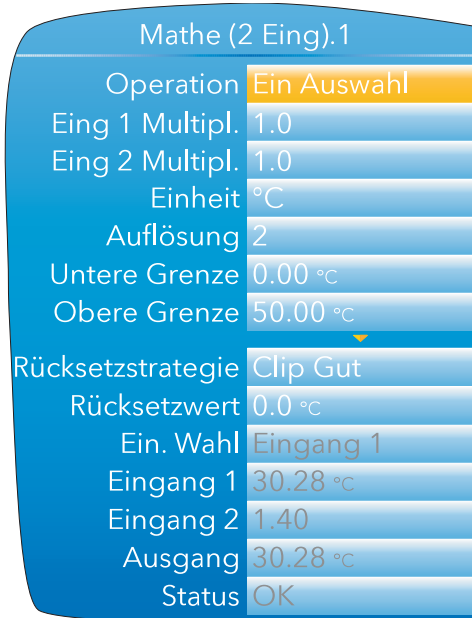 Mathe (2 Eing).1
Operation Ein Auswahl
Eing 1 Multipl. 1.0
Eing 2 Multipl. 1.0
Einheit °C
Auflösung 2
Untere Grenze 0.00 °C
Obere Grenze 50.00 °C
Rücksetzstrategie Clip Gut
Rücksetzwert 0.0 °C
Ein. Wahl Eingang 1
Eingang 1 30.28 °C
Eingang 2 1.40
Ausgang 30.28 °C
Status OK